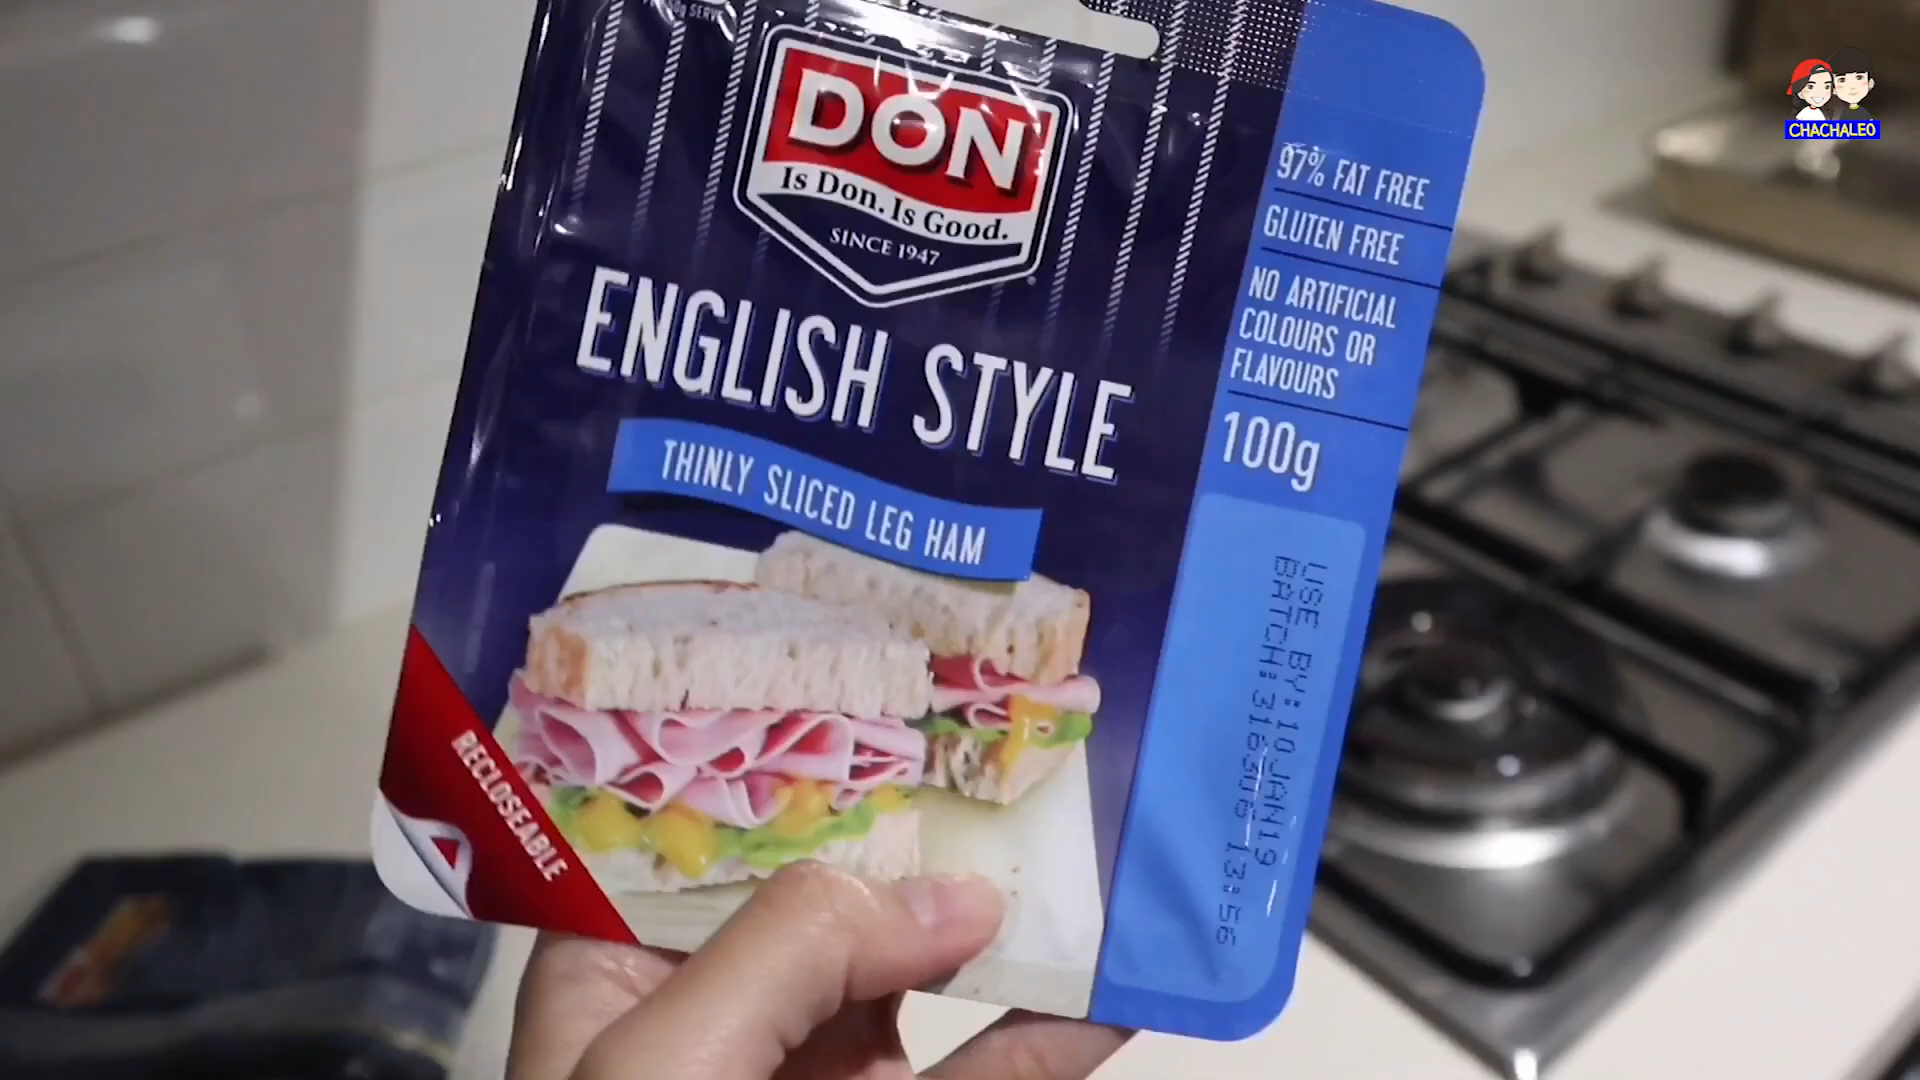 DON
Is Don. Is Good.
SINCE 1947
ENGLISH STYLE
THINLY SLICED LEG HAM
RECLOSEABLE
97% FAT FREE
GLUTEN FREE
NO ARTIFICIAL
COLOURS OR
FLAVOURS
100g
USE BY: 10JAN19
BATCH: 316306 13:56
CHACHALEO